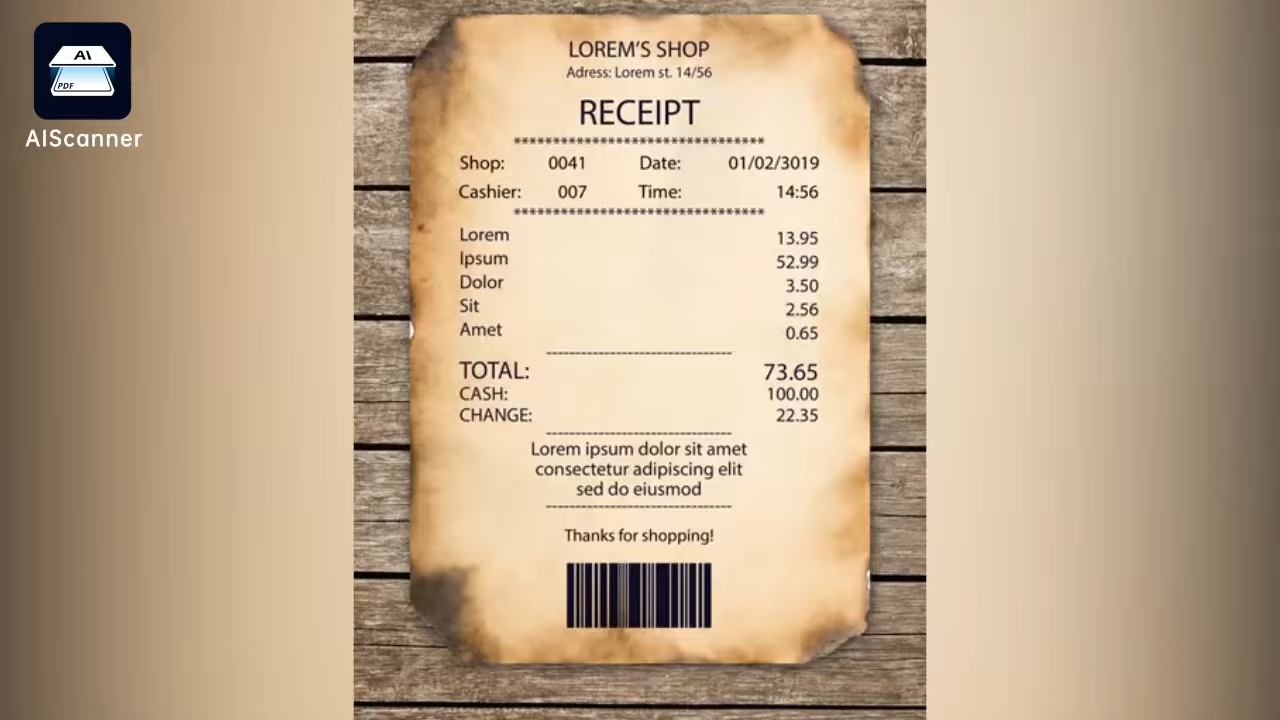 AI
PDF
AIScanner
LOREM'S SHOP
Adress: Lorem st. 14/56
RECEIPT
******************************
Shop: 0041 Date: 01/02/3019
Cashier: 007 Time: 14:56
******************************
Lorem 13.95
Ipsum 52.99
Dolor 3.50
Sit 2.56
Amet 0.65
--------------------------------
TOTAL: 73.65
CASH: 100.00
CHANGE: 22.35
--------------------------------
Lorem ipsum dolor sit amet
consectetur adipiscing elit
sed do eiusmod
--------------------------------
Thanks for shopping!